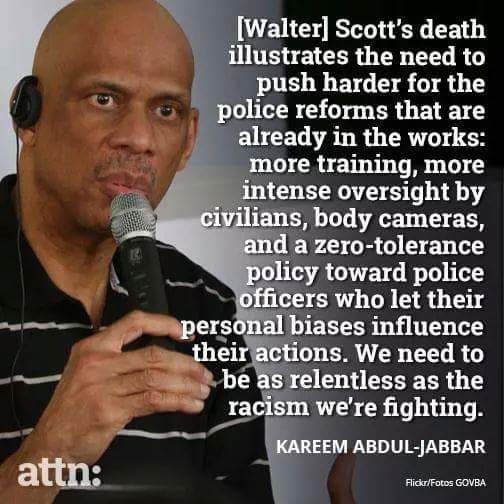 [Walter] Scott's death
illustrates the need to
push harder for the
police reforms that are
already in the works:
more training, more
intense oversight by
civilians, body cameras,
and a zero-tolerance
policy toward police
officers who let their
personal biases influence
their actions. We need to
be as relentless as the
racism we're fighting.
KAREEM ABDUL-JABBAR
attn:
Flickr/Fotos GOVBA